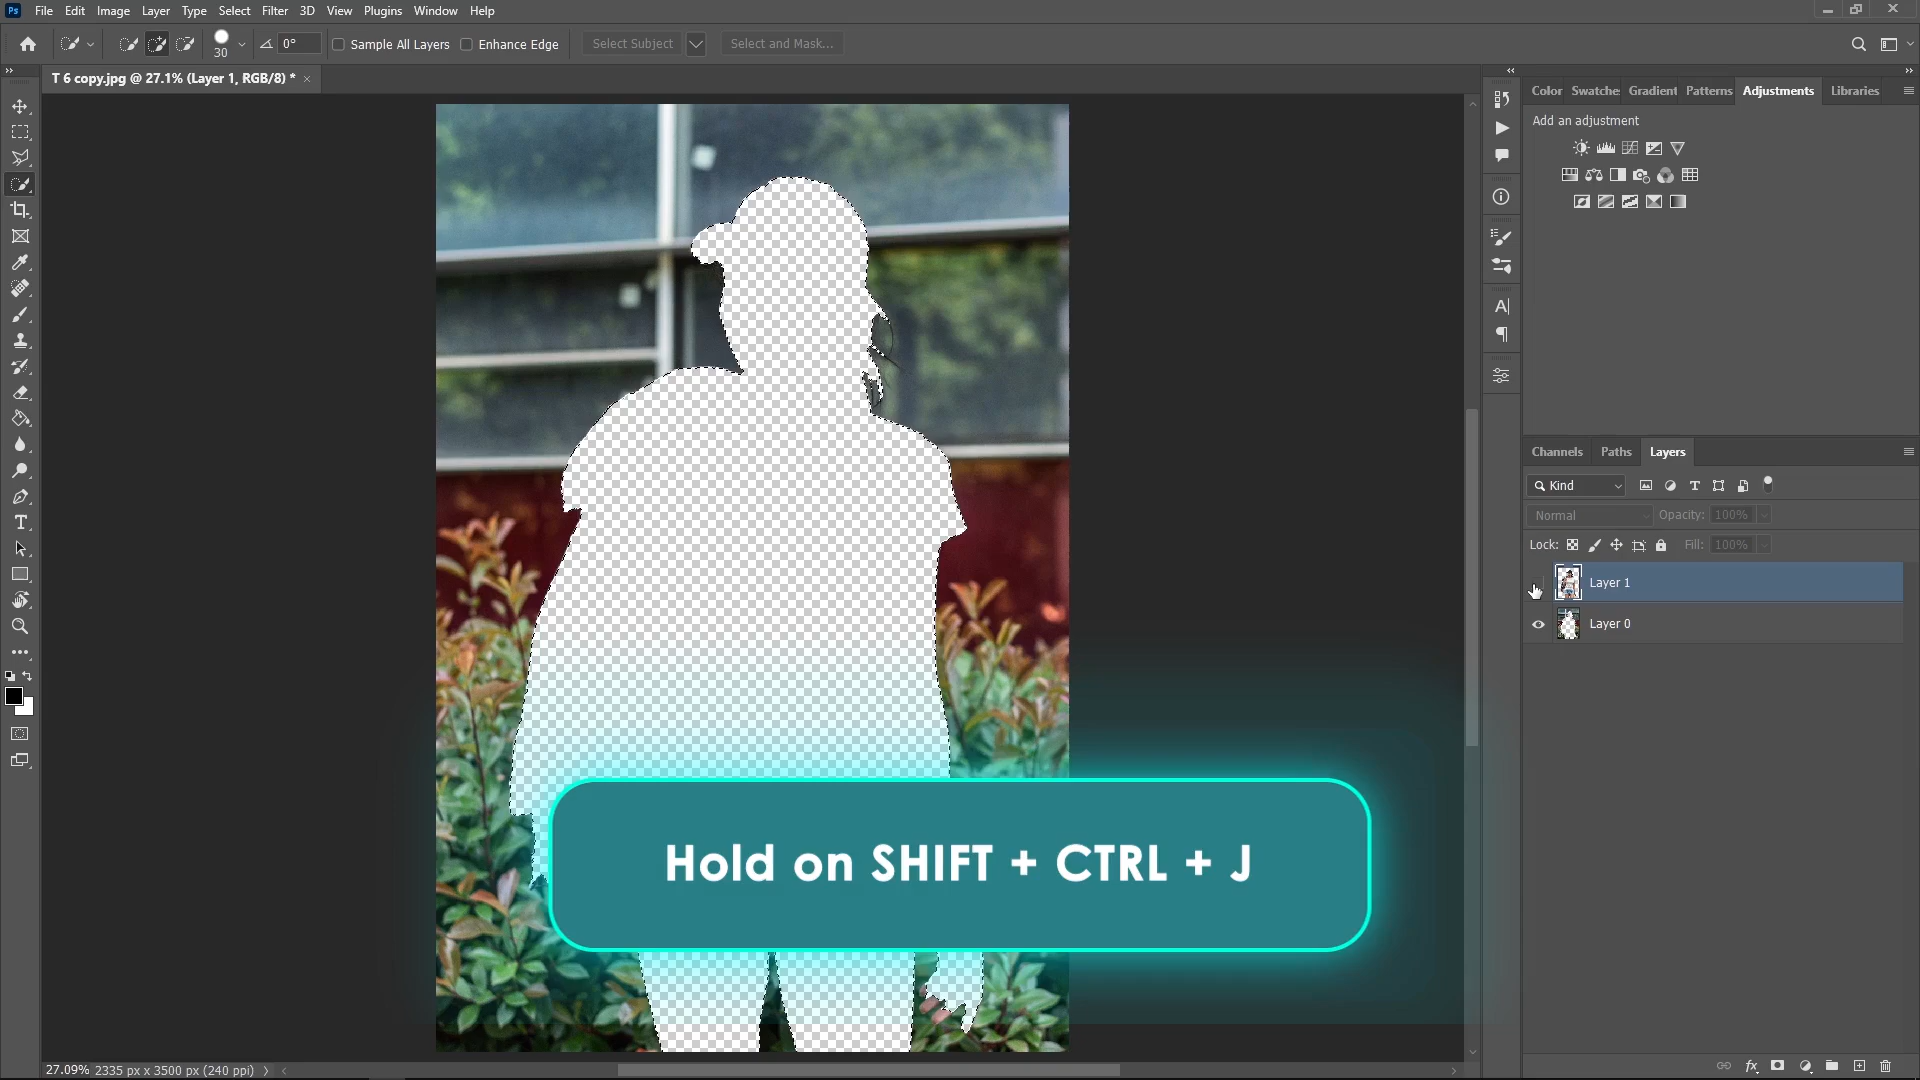 Ps File Edit Image Layer Type Select Filter 3D View Plugins Window Help
30 0° Sample All Layers Enhance Edge Select Subject Select and Mask...
T 6 copy.jpg @ 27.1% (Layer 1, RGB/8) *
Color Swatche Gradient Patterns Adjustments Libraries
Add an adjustment
Channels Paths Layers
Kind
Normal Opacity: 100%
Lock: Fill: 100%
Layer 1
Layer 0
Hold on SHIFT + CTRL + J
27.09% 2335 px x 3500 px (240 ppi)